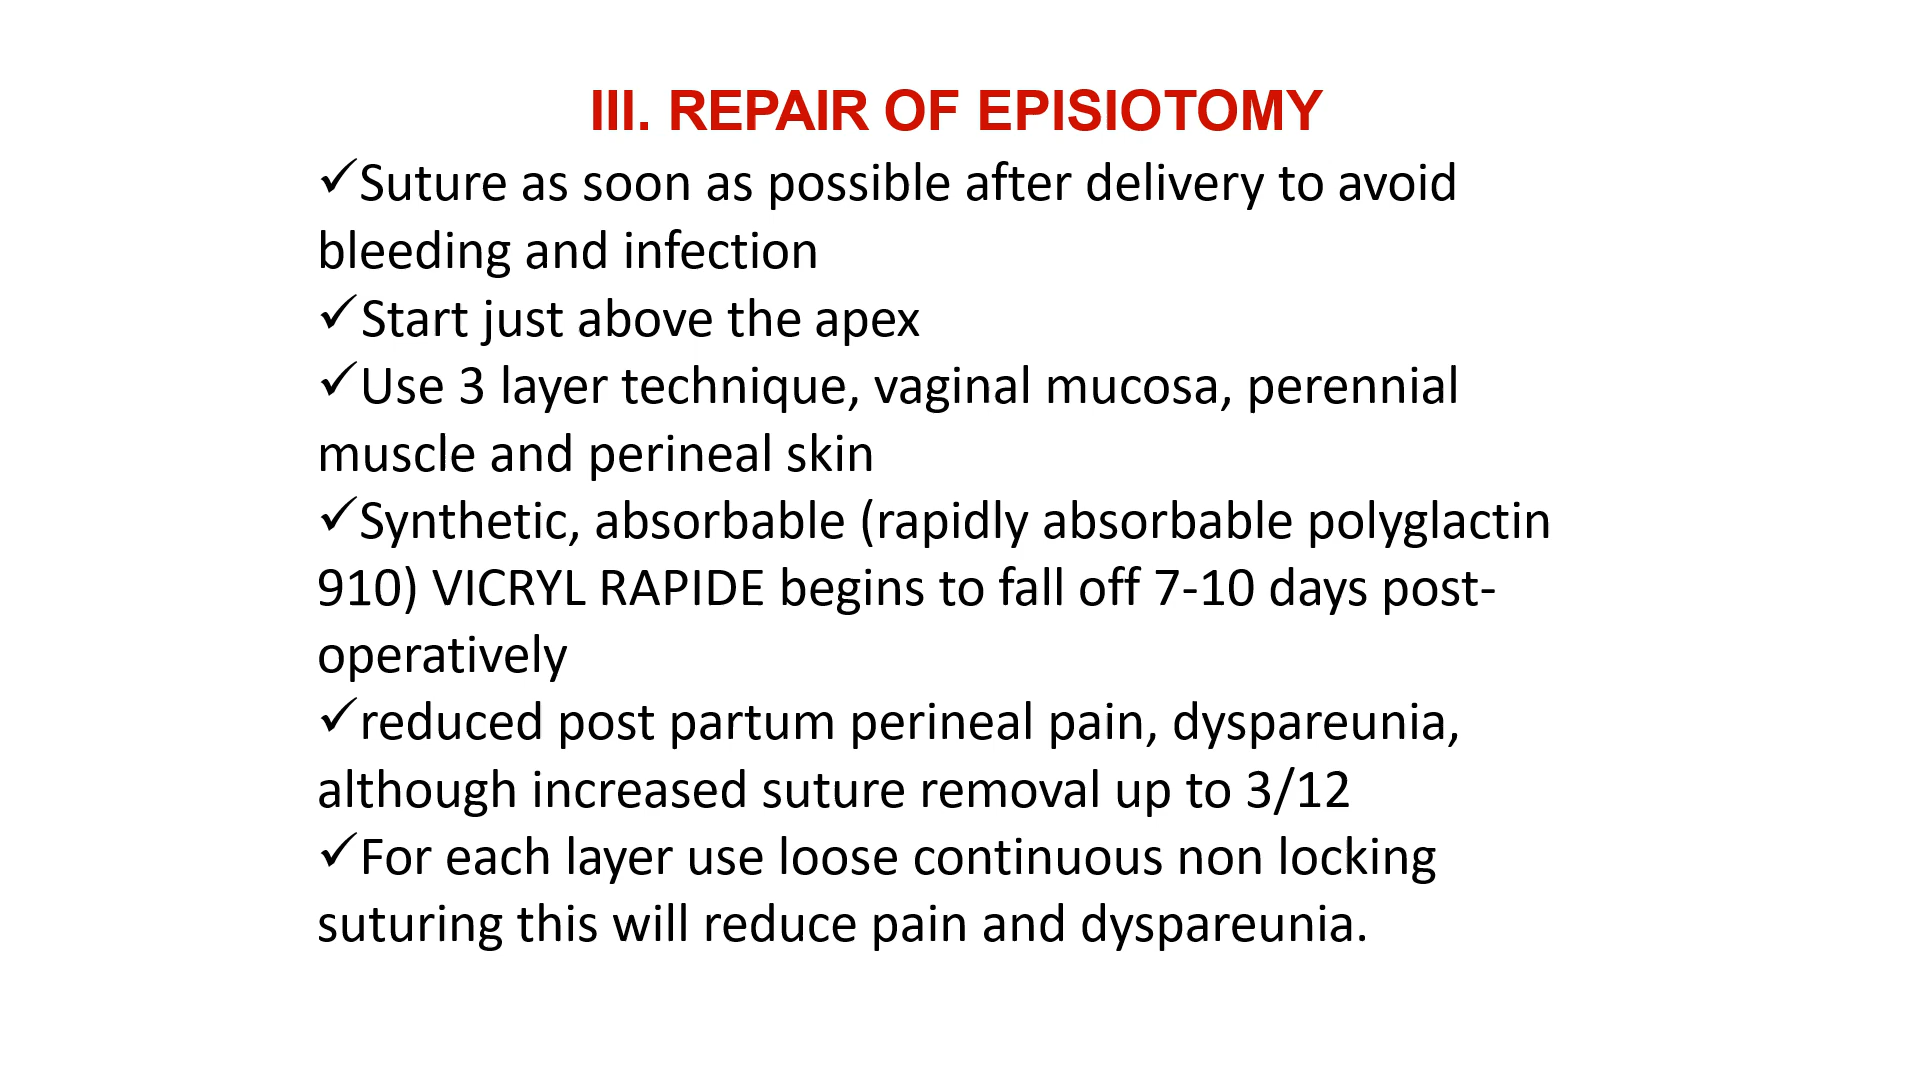 III. REPAIR OF EPISIOTOMY
✓Suture as soon as possible after delivery to avoid
bleeding and infection
✓Start just above the apex
✓Use 3 layer technique, vaginal mucosa, perennial
muscle and perineal skin
✓Synthetic, absorbable (rapidly absorbable polyglactin
910) VICRYL RAPIDE begins to fall off 7-10 days post-
operatively
✓reduced post partum perineal pain, dyspareunia,
although increased suture removal up to 3/12
✓For each layer use loose continuous non locking
suturing this will reduce pain and dyspareunia.